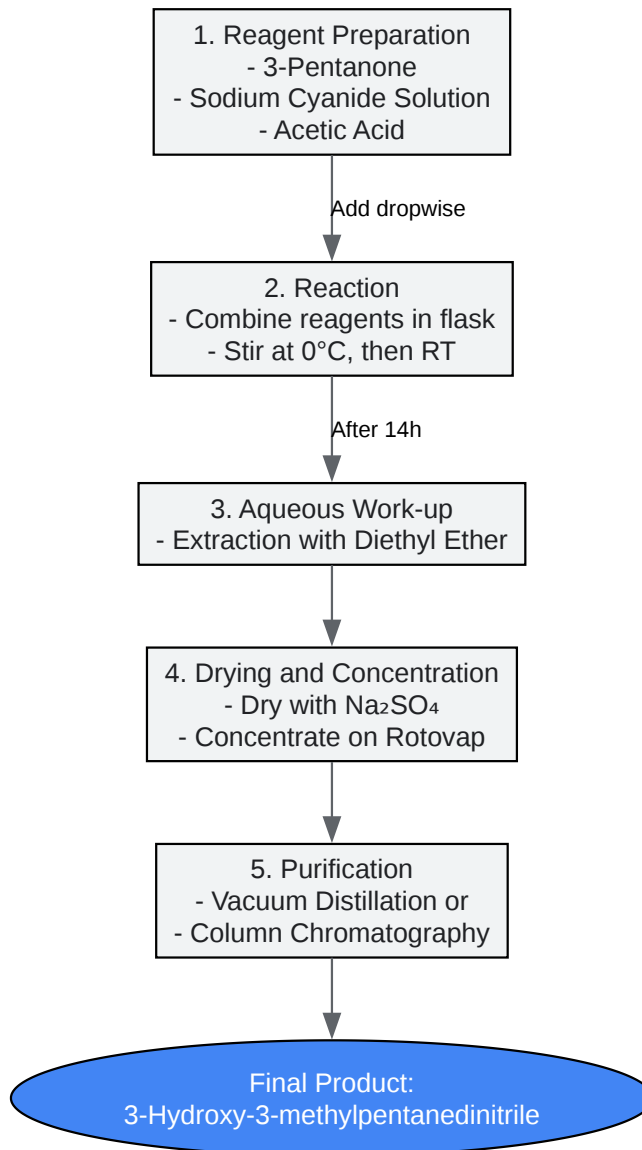 1. Reagent Preparation
- 3-Pentanone
- Sodium Cyanide Solution
- Acetic Acid
Add dropwise
2. Reaction
- Combine reagents in flask
- Stir at 0°C, then RT
After 14h
3. Aqueous Work-up
- Extraction with Diethyl Ether
4. Drying and Concentration
- Dry with Na₂SO₄
- Concentrate on Rotovap
5. Purification
- Vacuum Distillation or
- Column Chromatography
Final Product:
3-Hydroxy-3-methylpentanedinitrile